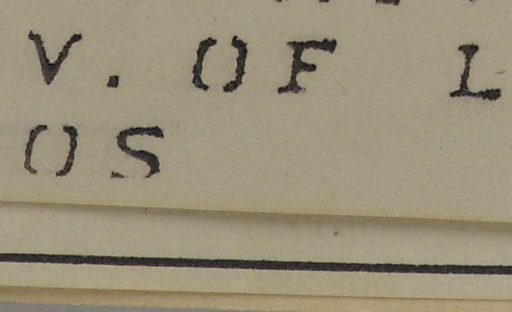 V. OF L
OS